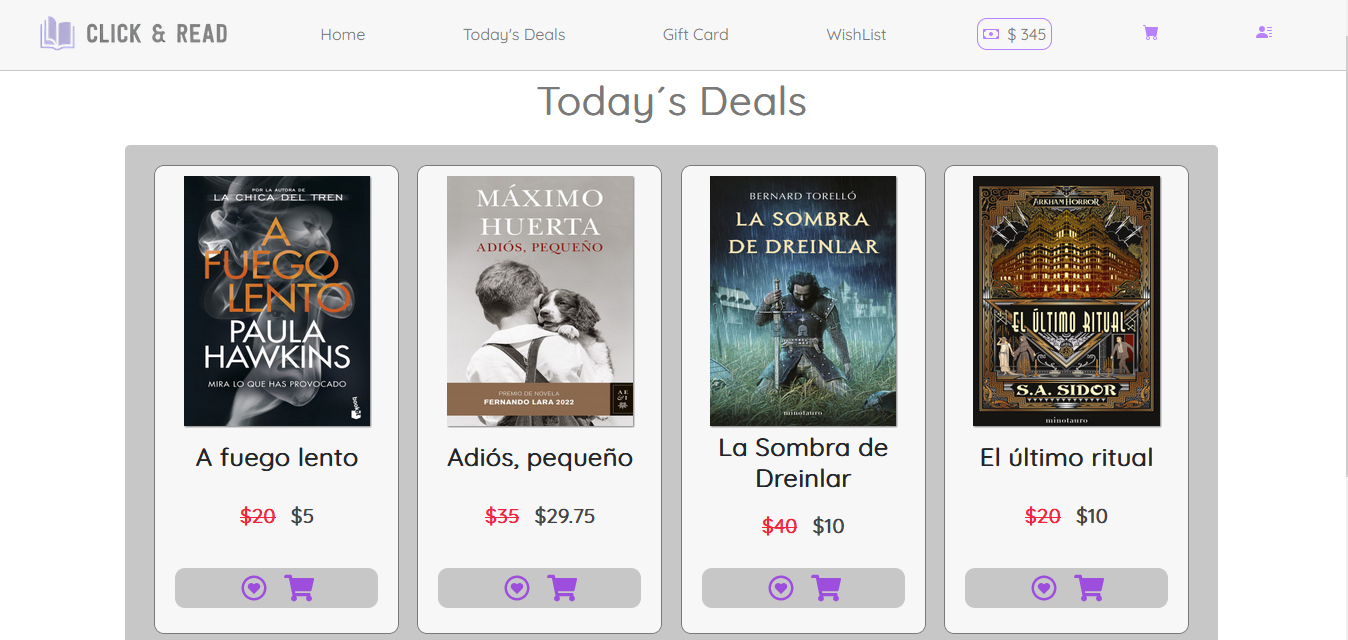 CLICK & READ
Home
Today's Deals
Gift Card
WishList
$ 345
Today´s Deals
POR LA AUTORA DE
LA CHICA DEL TREN
A
FUEGO
LENTO
PAULA
HAWKINS
MIRA LO QUE HAS PROVOCADO
booket
A fuego lento
$20 $5
MÁXIMO
HUERTA
ADIÓS, PEQUEÑO
PREMIO DE NOVELA
FERNANDO LARA 2022
AE
&I
Adiós, pequeño
$35 $29.75
BERNARD TORELLÓ
LA SOMBRA
DE DREINLAR
minotauro
La Sombra de
Dreinlar
$40 $10
ARKHAM HORROR
EL ÚLTIMO RITUAL
S.A. SIDOR
minotauro
El último ritual
$20 $10